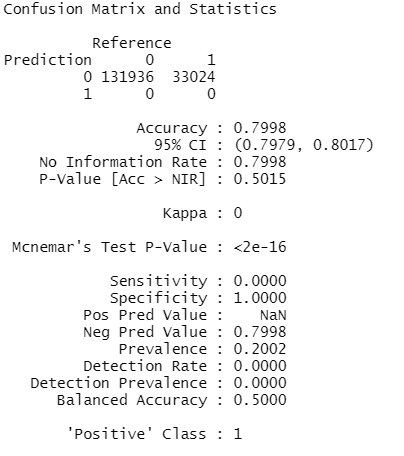 Confusion Matrix and Statistics
Reference
Prediction 0 1
0 131936 33024
1 0 0
Accuracy : 0.7998
95% CI : (0.7979, 0.8017)
No Information Rate : 0.7998
P-Value [Acc > NIR] : 0.5015
Kappa : 0
Mcnemar's Test P-Value : <2e-16
Sensitivity : 0.0000
Specificity : 1.0000
Pos Pred Value : NaN
Neg Pred Value : 0.7998
Prevalence : 0.2002
Detection Rate : 0.0000
Detection Prevalence : 0.0000
Balanced Accuracy : 0.5000
'Positive' Class : 1